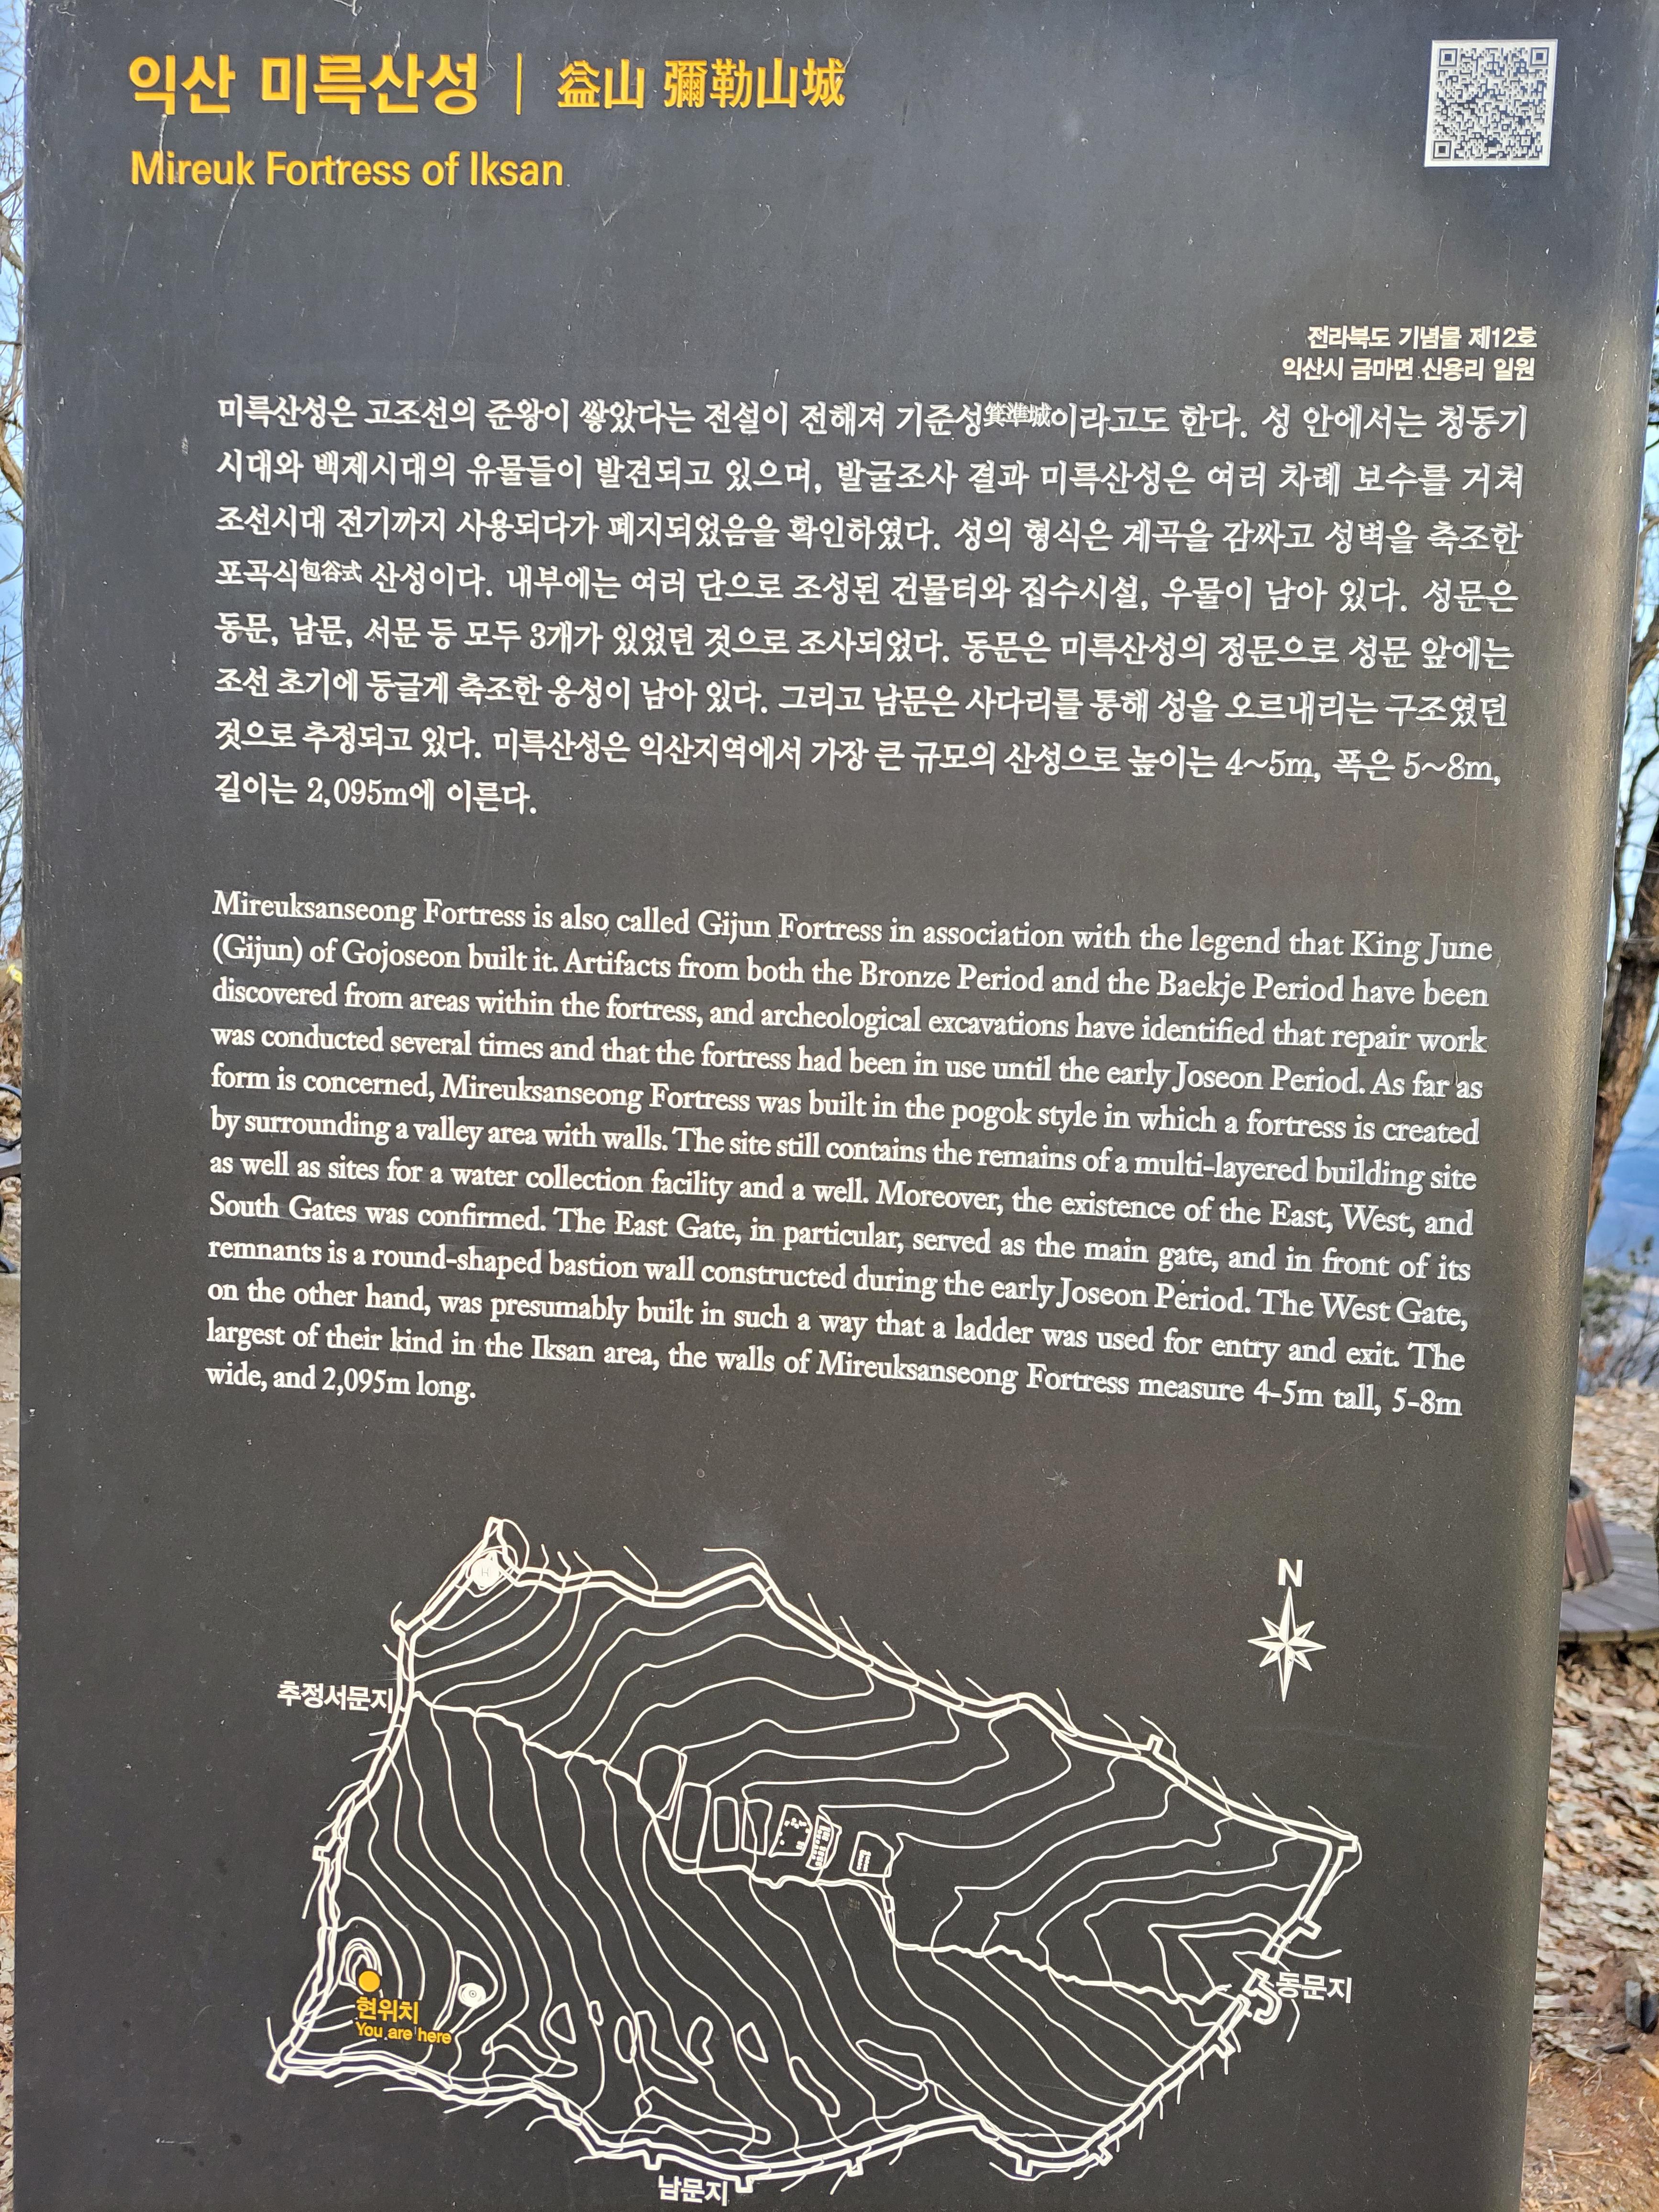 익산 미륵산성 | 益山 彌勒山城
Mireuk Fortress of Iksan
전라북도 기념물 제12호
익산시 금마면 신용리 일원
미륵산성은 고조선의 준왕이 쌓았다는 전설이 전해져 기준성箕準城이라고도 한다. 성 안에서는 청동기
시대와 백제시대의 유물들이 발견되고 있으며, 발굴조사 결과 미륵산성은 여러 차례 보수를 거쳐
조선시대 전기까지 사용되다가 폐지되었음을 확인하였다. 성의 형식은 계곡을 감싸고 성벽을 축조한
포곡식包谷式 산성이다. 내부에는 여러 단으로 조성된 건물터와 집수시설, 우물이 남아 있다. 성문은
동문, 남문, 서문 등 모두 3개가 있었던 것으로 조사되었다. 동문은 미륵산성의 정문으로 성문 앞에는
조선 초기에 둥글게 축조한 옹성이 남아 있다. 그리고 남문은 사다리를 통해 성을 오르내리는 구조였던
것으로 추정되고 있다. 미륵산성은 익산지역에서 가장 큰 규모의 산성으로 높이는 4~5m, 폭은 5~8m,
길이는 2,095m에 이른다.
Mireuksanseong Fortress is also called Gijun Fortress in association with the legend that King June
(Gijun) of Gojoseon built it. Artifacts from both the Bronze Period and the Baekje Period have been
discovered from areas within the fortress, and archeological excavations have identified that repair work
was conducted several times and that the fortress had been in use until the early Joseon Period. As far as
form is concerned, Mireuksanseong Fortress was built in the pogok style in which a fortress is created
by surrounding a valley area with walls. The site still contains the remains of a multi-layered building site
as well as sites for a water collection facility and a well. Moreover, the existence of the East, West, and
South Gates was confirmed. The East Gate, in particular, served as the main gate, and in front of its
remnants is a round-shaped bastion wall constructed during the early Joseon Period. The West Gate,
on the other hand, was presumably built in such a way that a ladder was used for entry and exit. The
largest of their kind in the Iksan area, the walls of Mireuksanseong Fortress measure 4-5m tall, 5-8m
wide, and 2,095m long.
N
추정서문지
동문지
현위치
You are here
남문지